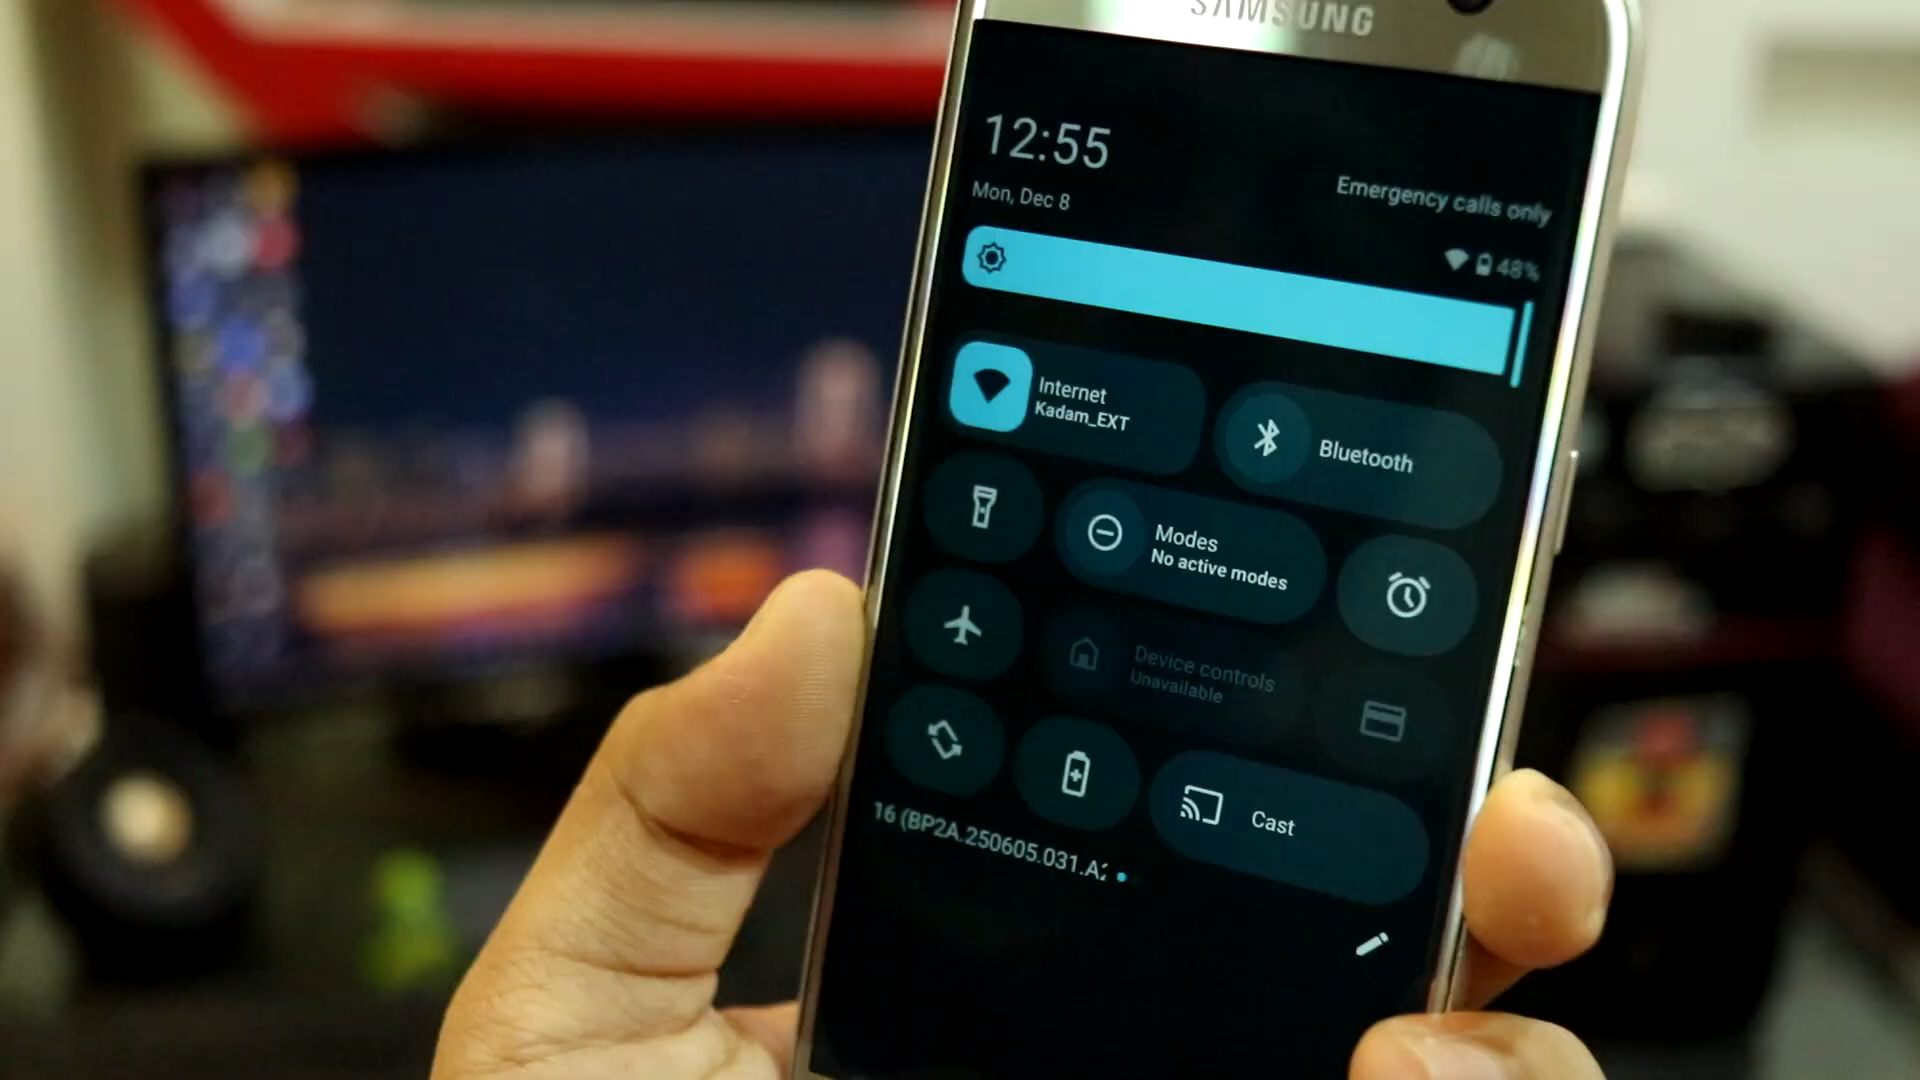 SAMSUNG
12:55
Mon, Dec 8
Emergency calls only
48%
Internet
Kadam_EXT
Bluetooth
Modes
No active modes
Device controls
Unavailable
Cast
16 (BP2A.250605.031.A